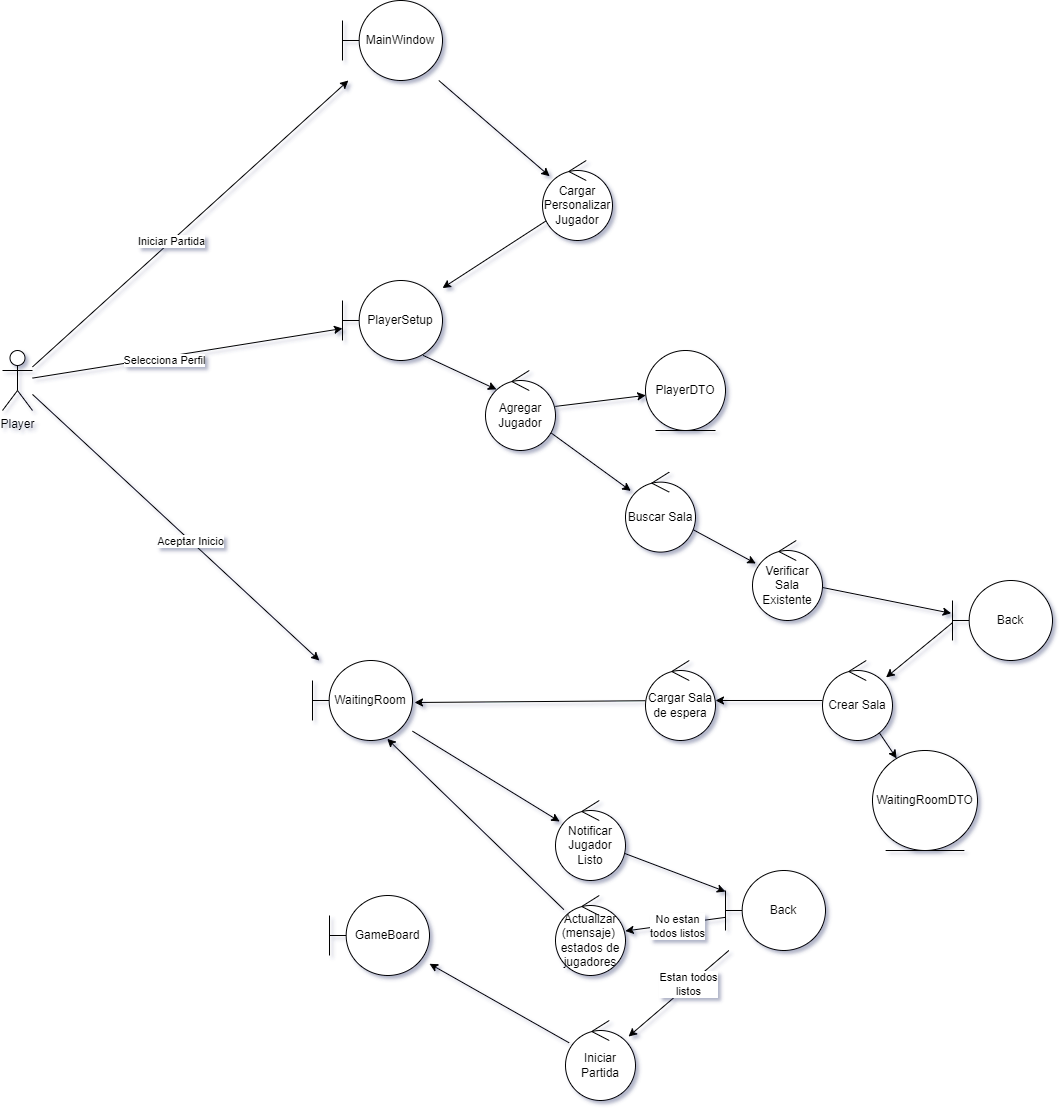 MainWindow
Cargar
Personalizar
Jugador
Iniciar Partida
PlayerSetup
Selecciona Perfil
Player
PlayerDTO
Agregar
Jugador
Buscar Sala
Aceptar Inicio
Verificar
Sala
Existente
Back
WaitingRoom
Cargar Sala
de espera
Crear Sala
WaitingRoomDTO
Notificar
Jugador
Listo
Back
No estan
todos listos
Actualizar
(mensaje)
estados de
jugadores
GameBoard
Estan todos
listos
Iniciar
Partida